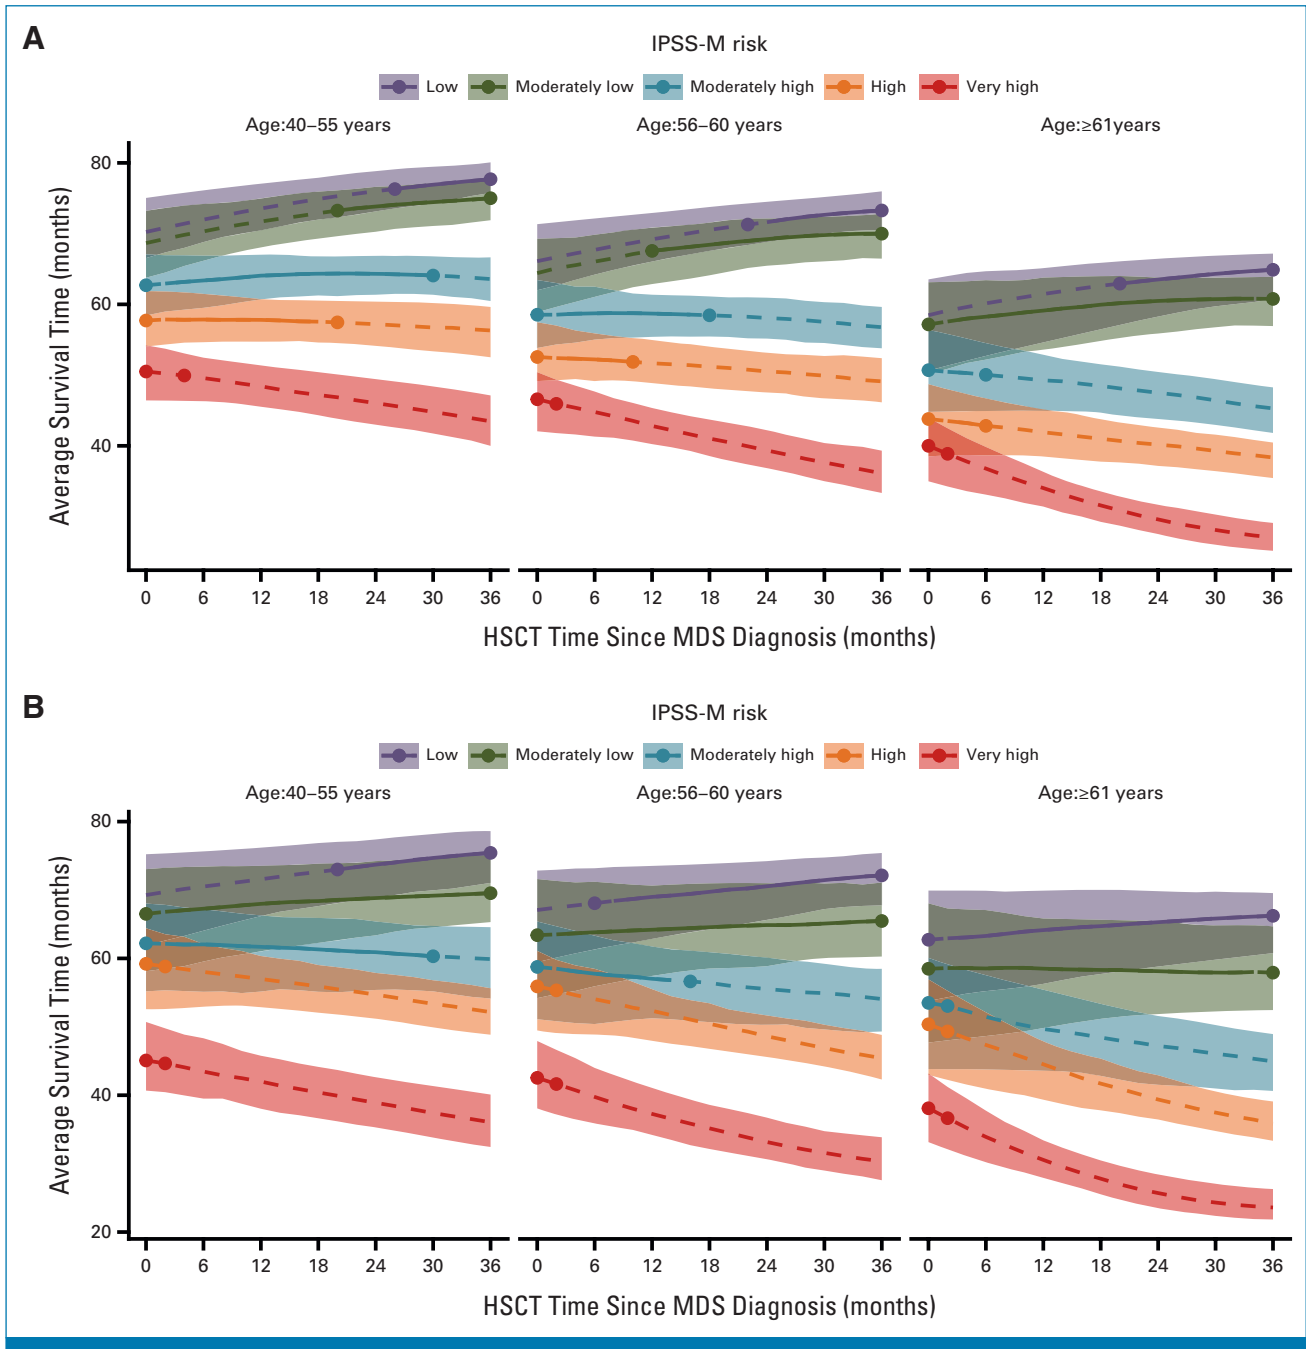 A
IPSS-M risk
Low Moderately low Moderately high High Very high
Age:40–55 years Age:56–60 years Age:≥61years
Average Survival Time (months)
80
60
40
0 6 12 18 24 30 36 0 6 12 18 24 30 36 0 6 12 18 24 30 36
HSCT Time Since MDS Diagnosis (months)
B
IPSS-M risk
Low Moderately low Moderately high High Very high
Age:40–55 years Age:56–60 years Age:≥61 years
Average Survival Time (months)
80
60
40
20
0 6 12 18 24 30 36 0 6 12 18 24 30 36 0 6 12 18 24 30 36
HSCT Time Since MDS Diagnosis (months)